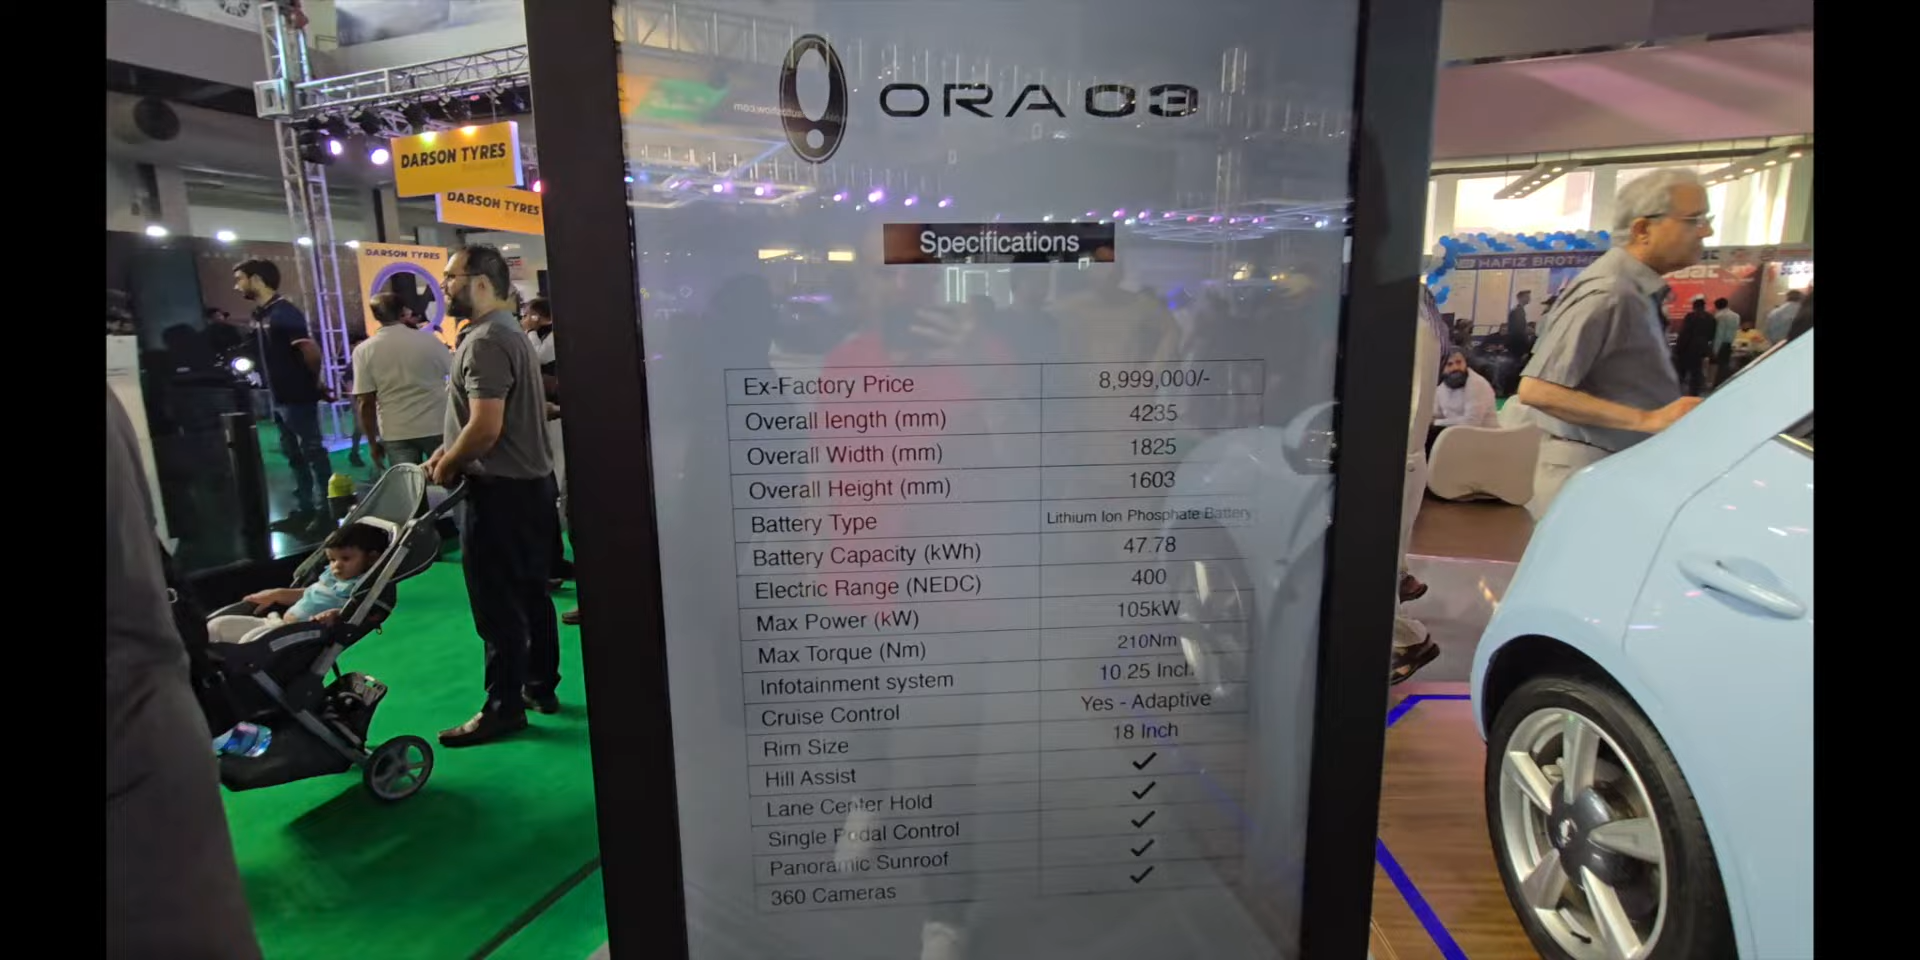 ORA 03
Specifications
Ex-Factory Price 8,999,000/-
Overall length (mm) 4235
Overall Width (mm) 1825
Overall Height (mm) 1603
Battery Type Lithium Ion Phosphate Battery
Battery Capacity (kWh) 47.78
Electric Range (NEDC) 400
Max Power (kW) 105kW
Max Torque (Nm) 210Nm
Infotainment system 10.25 Inch
Cruise Control Yes - Adaptive
Rim Size 18 Inch
Hill Assist ✓
Lane Center Hold ✓
Single Pedal Control ✓
Panoramic Sunroof ✓
360 Cameras ✓
DARSON TYRES
DARSON TYRES
DARSON TYRES
HAFIZ